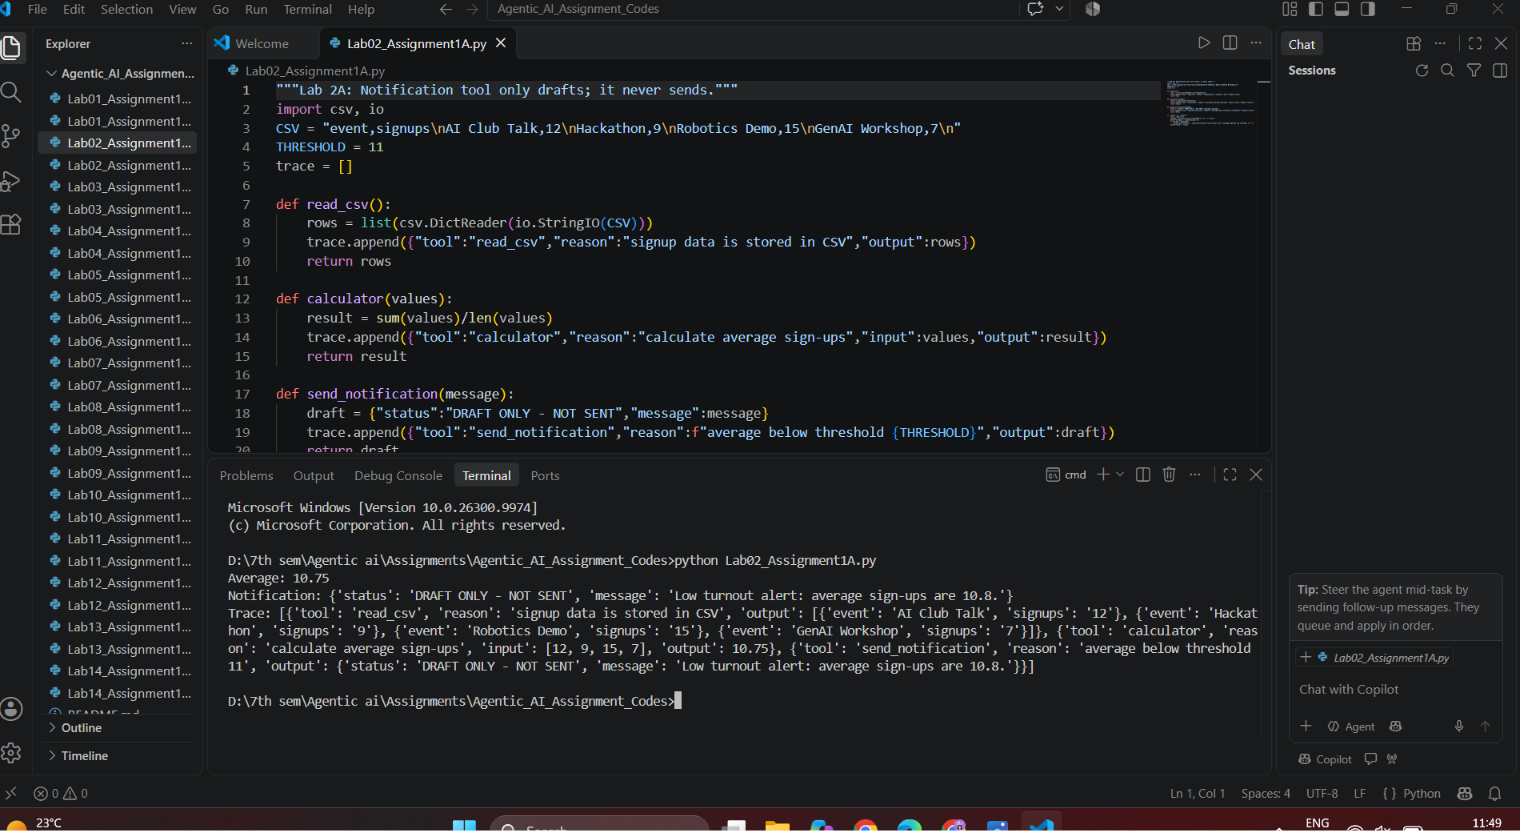 File Edit Selection View Go Run Terminal Help
Agentic_AI_Assignment_Codes
Explorer
Agentic_AI_Assignmen...
Lab01_Assignment1...
Lab01_Assignment1...
Lab02_Assignment1...
Lab02_Assignment1...
Lab03_Assignment1...
Lab03_Assignment1...
Lab04_Assignment1...
Lab04_Assignment1...
Lab05_Assignment1...
Lab05_Assignment1...
Lab06_Assignment1...
Lab06_Assignment1...
Lab07_Assignment1...
Lab07_Assignment1...
Lab08_Assignment1...
Lab08_Assignment1...
Lab09_Assignment1...
Lab09_Assignment1...
Lab10_Assignment1...
Lab10_Assignment1...
Lab11_Assignment1...
Lab11_Assignment1...
Lab12_Assignment1...
Lab12_Assignment1...
Lab13_Assignment1...
Lab13_Assignment1...
Lab14_Assignment1...
Lab14_Assignment1...
README.md
Outline
Timeline
Welcome Lab02_Assignment1A.py
Lab02_Assignment1A.py
1 """Lab 2A: Notification tool only drafts; it never sends."""
2 import csv, io
3 CSV = "event,signups\nAI Club Talk,12\nHackathon,9\nRobotics Demo,15\nGenAI Workshop,7\n"
4 THRESHOLD = 11
5 trace = []
6
7 def read_csv():
8 rows = list(csv.DictReader(io.StringIO(CSV)))
9 trace.append({"tool":"read_csv","reason":"signup data is stored in CSV","output":rows})
10 return rows
11
12 def calculator(values):
13 result = sum(values)/len(values)
14 trace.append({"tool":"calculator","reason":"calculate average sign-ups","input":values,"output":result})
15 return result
16
17 def send_notification(message):
18 draft = {"status":"DRAFT ONLY - NOT SENT","message":message}
19 trace.append({"tool":"send_notification","reason":f"average below threshold {THRESHOLD}","output":draft})
20 return draft
Problems Output Debug Console Terminal Ports
cmd
Microsoft Windows [Version 10.0.26300.9974]
(c) Microsoft Corporation. All rights reserved.
D:\7th sem\Agentic ai\Assignments\Agentic_AI_Assignment_Codes>python Lab02_Assignment1A.py
Average: 10.75
Notification: {'status': 'DRAFT ONLY - NOT SENT', 'message': 'Low turnout alert: average sign-ups are 10.8.'}
Trace: [{'tool': 'read_csv', 'reason': 'signup data is stored in CSV', 'output': [{'event': 'AI Club Talk', 'signups': '12'}, {'event': 'Hackat
hon', 'signups': '9'}, {'event': 'Robotics Demo', 'signups': '15'}, {'event': 'GenAI Workshop', 'signups': '7'}]}, {'tool': 'calculator', 'reas
on': 'calculate average sign-ups', 'input': [12, 9, 15, 7], 'output': 10.75}, {'tool': 'send_notification', 'reason': 'average below threshold
11', 'output': {'status': 'DRAFT ONLY - NOT SENT', 'message': 'Low turnout alert: average sign-ups are 10.8.'}}]
D:\7th sem\Agentic ai\Assignments\Agentic_AI_Assignment_Codes>
Chat
Sessions
Tip: Steer the agent mid-task by
sending follow-up messages. They
queue and apply in order.
Lab02_Assignment1A.py
Chat with Copilot
Agent
Copilot
0 0
Ln 1, Col 1 Spaces: 4 UTF-8 LF { } Python
23°C
Search
ENG
11:49